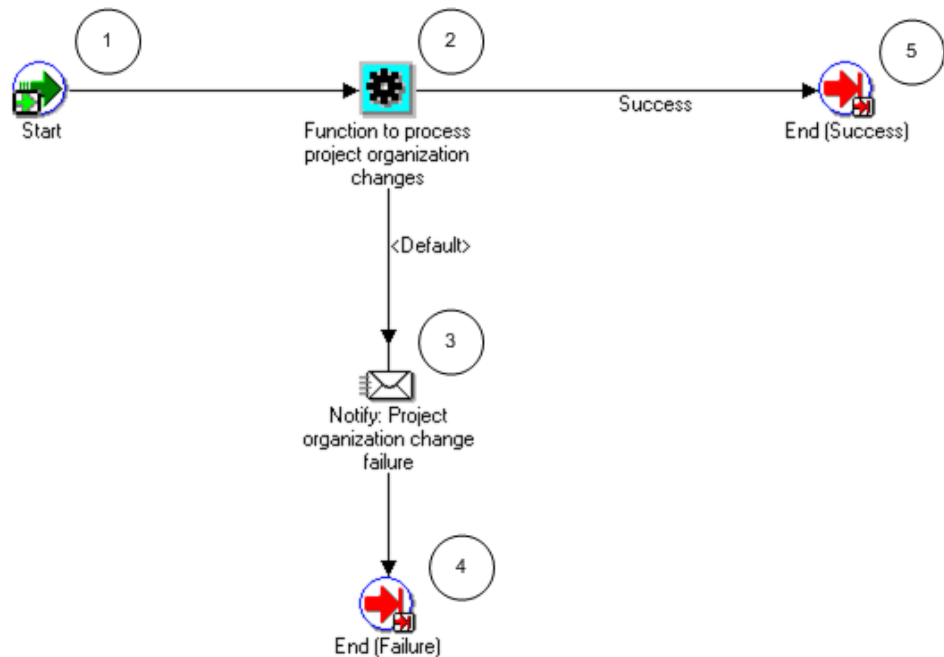 1
2
5
Start
Function to process
project organization
changes
Success
End (Success)
<Default>
3
Notify: Project
organization change
failure
4
End (Failure)